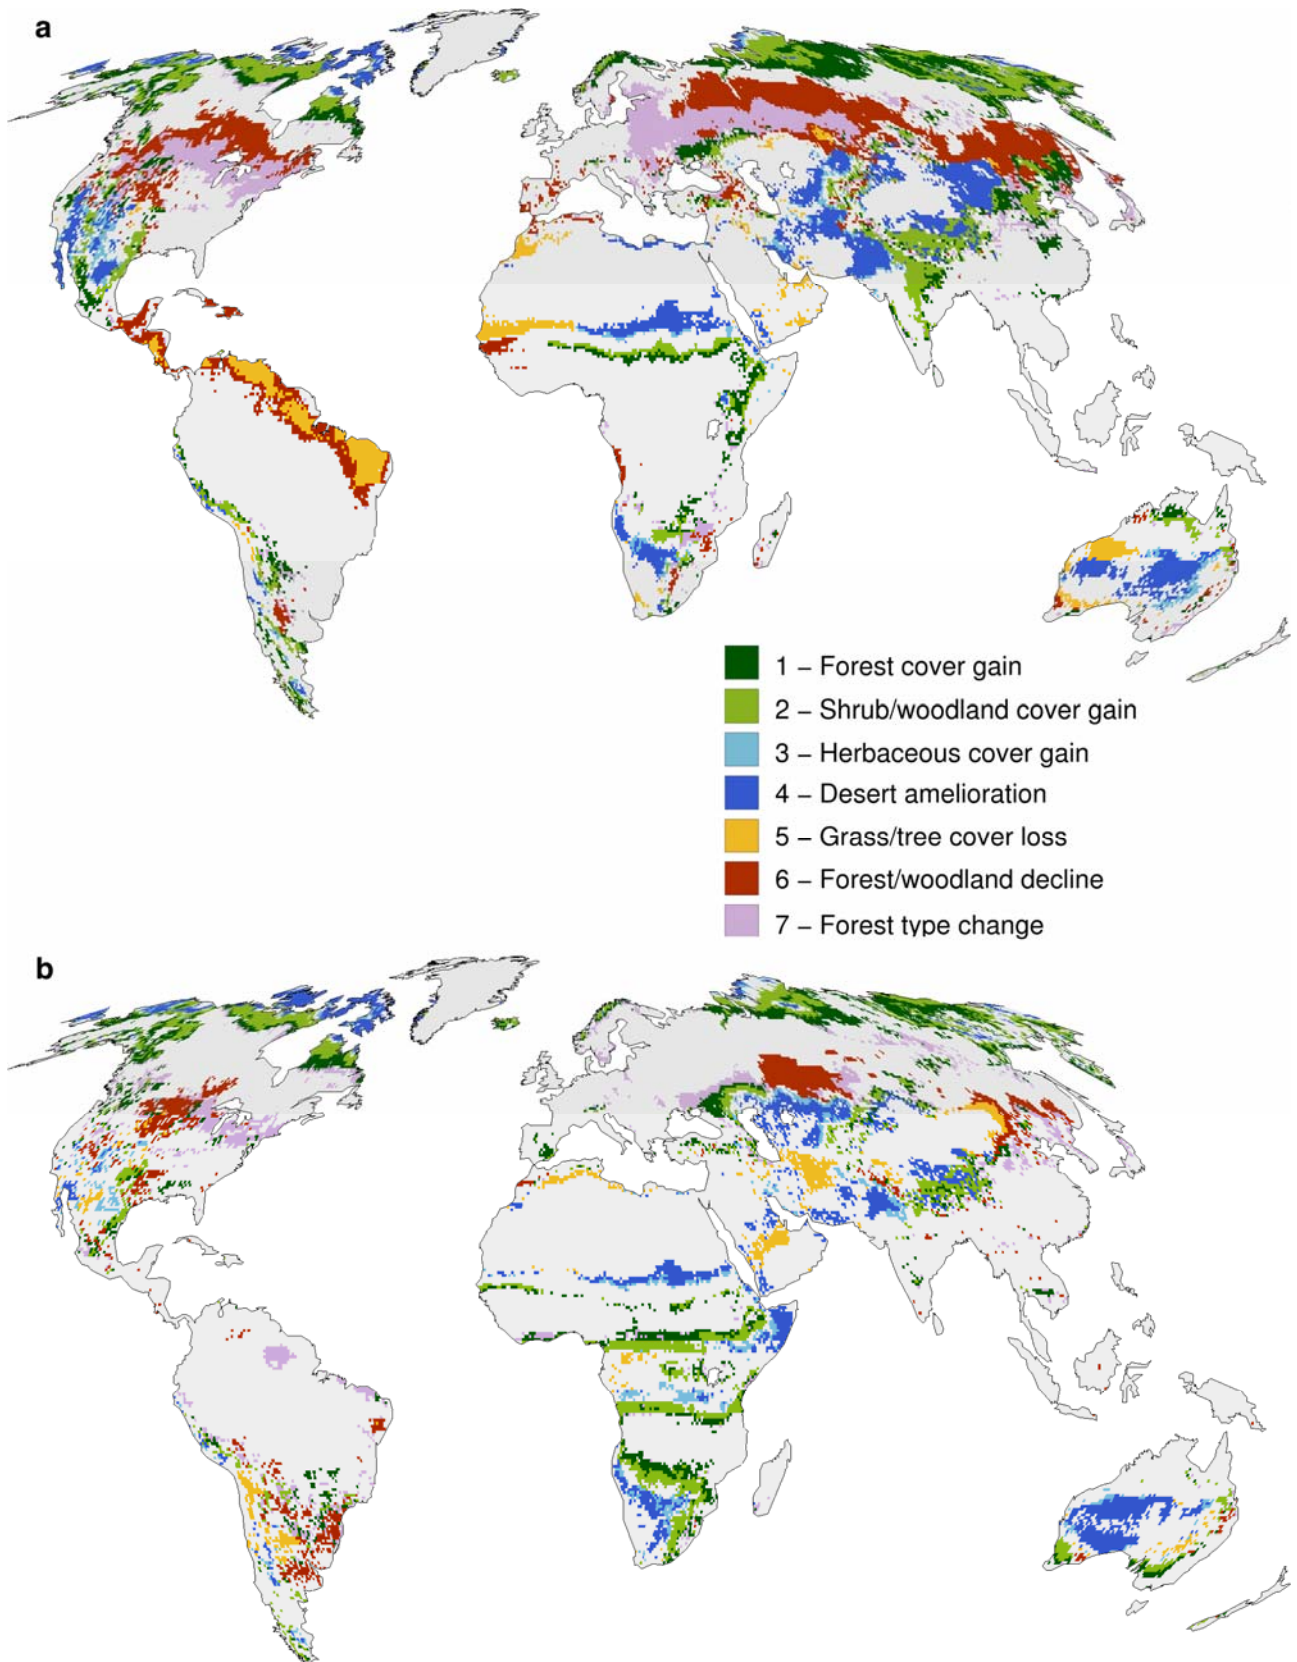 a
1 – Forest cover gain
2 – Shrub/woodland cover gain
3 – Herbaceous cover gain
4 – Desert amelioration
5 – Grass/tree cover loss
6 – Forest/woodland decline
7 – Forest type change
b